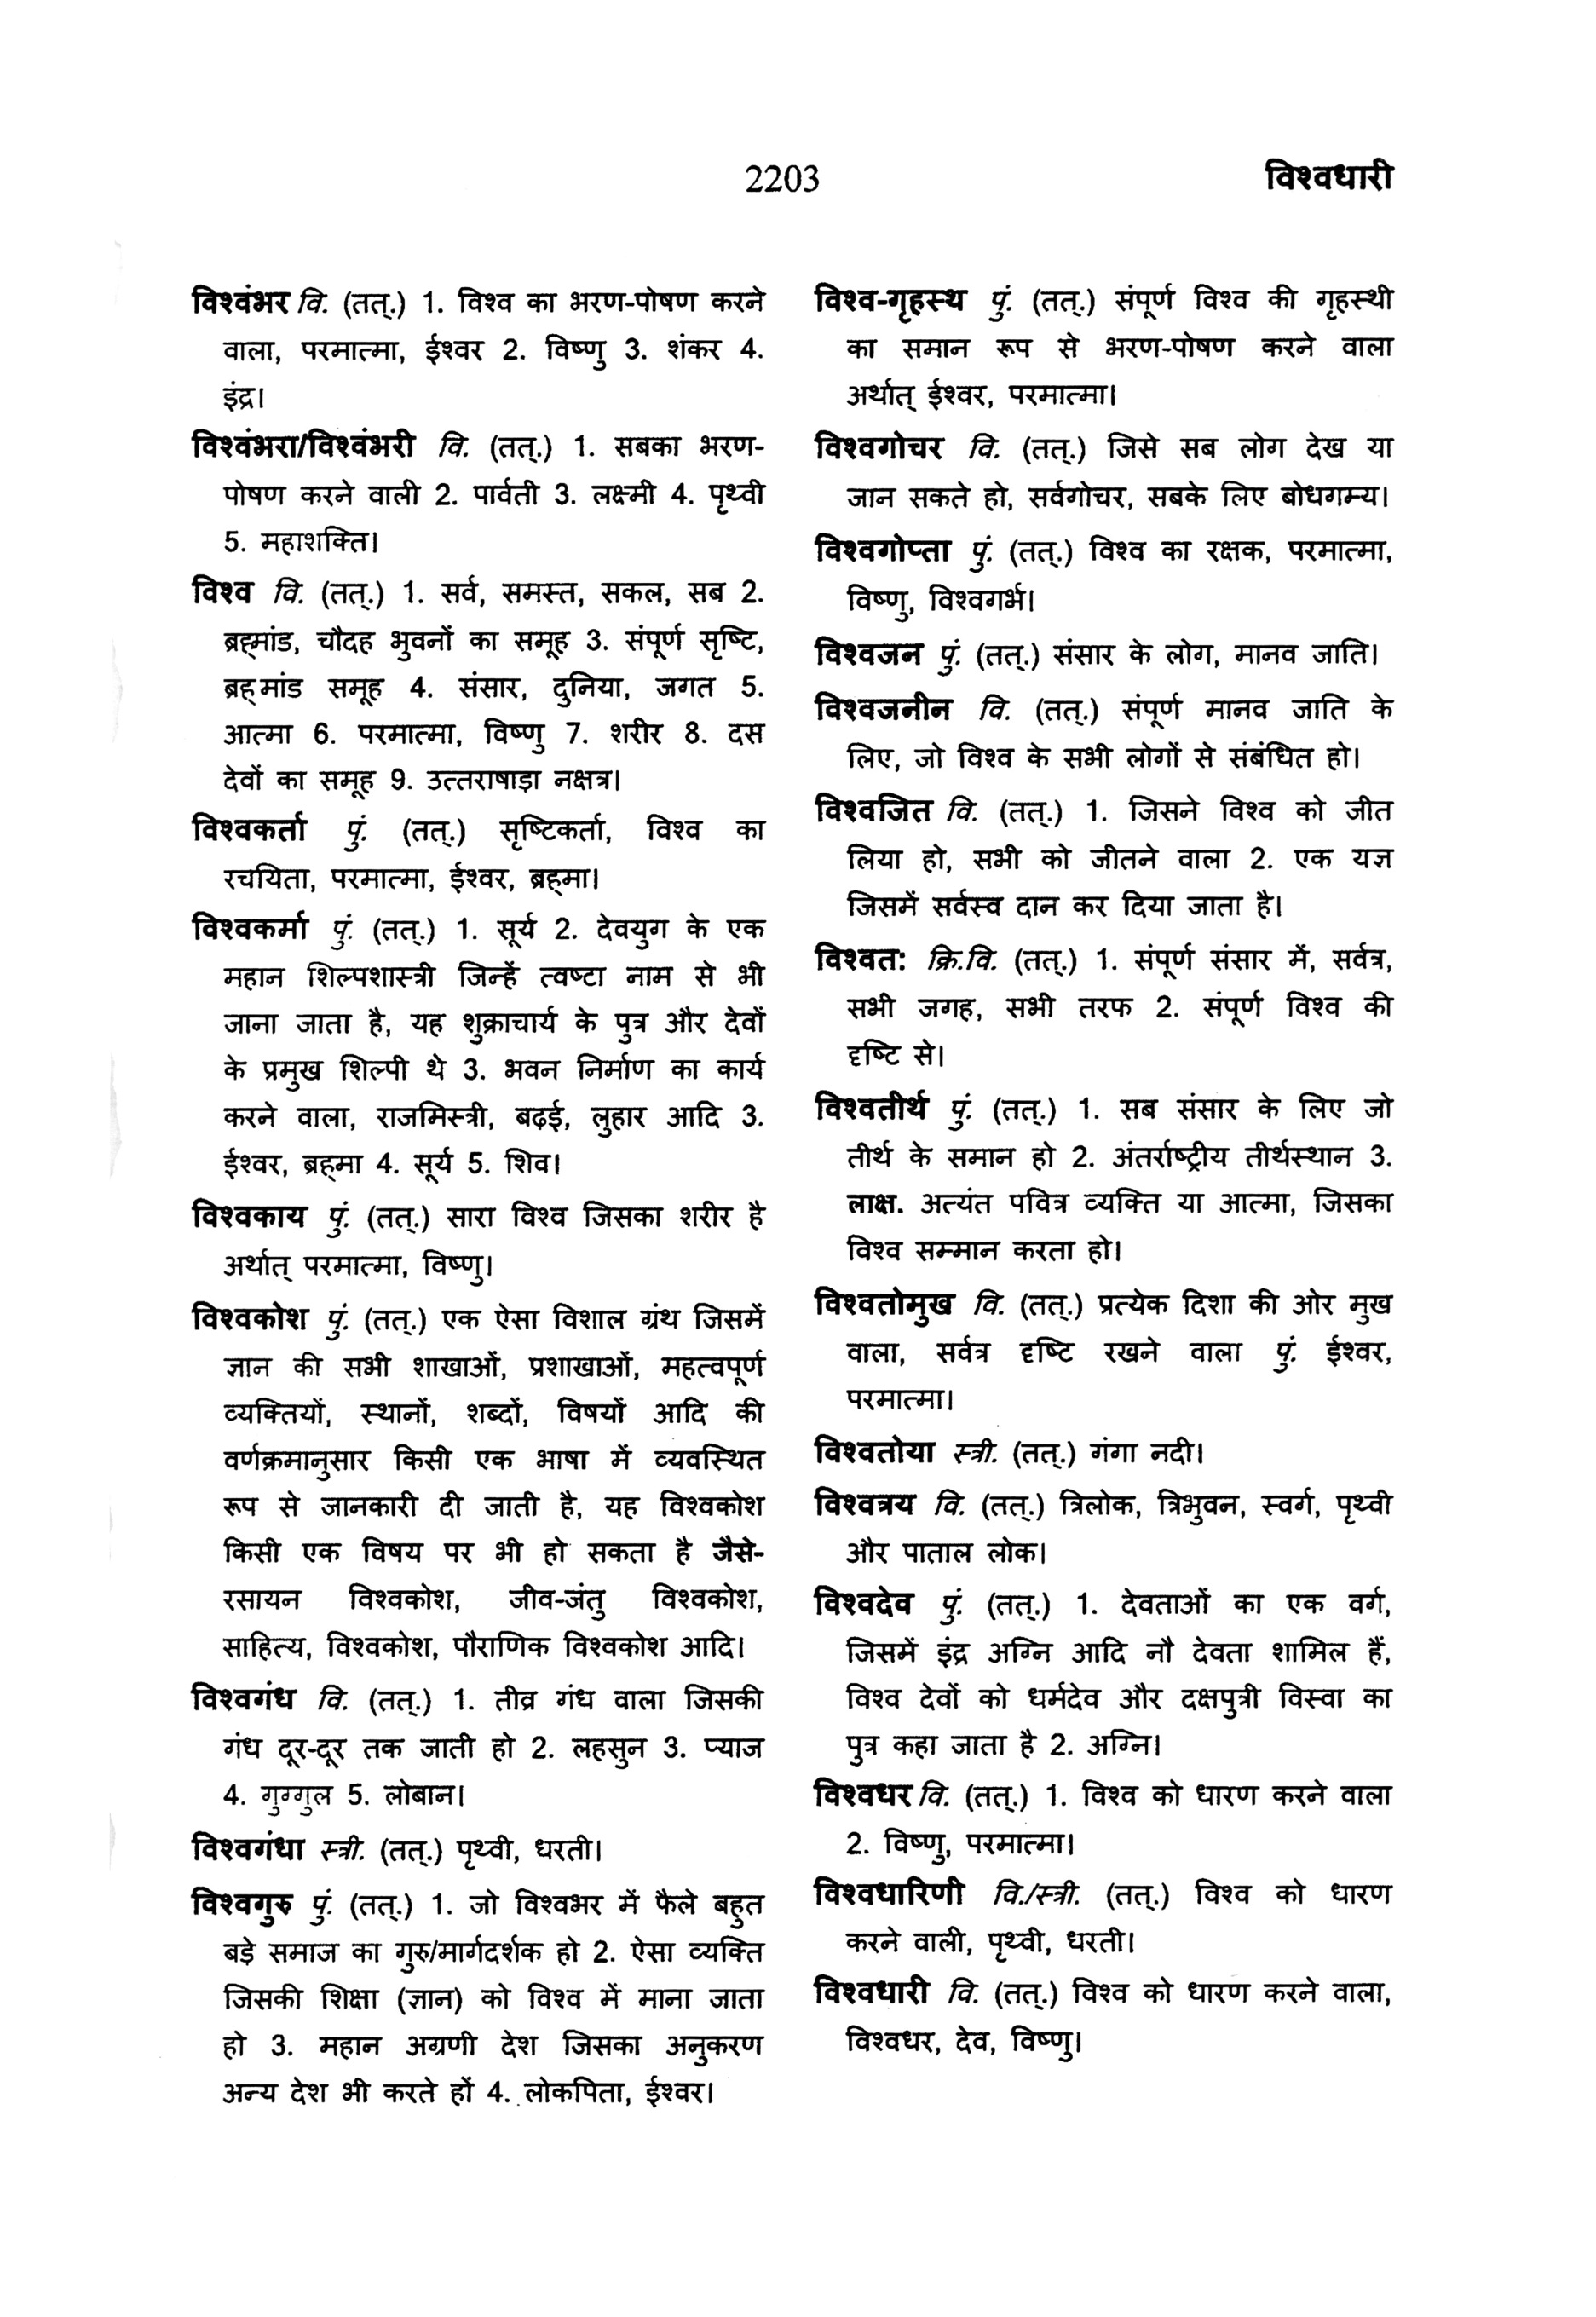 2203
विश्वधारी
विश्वंभर वि. (तत्.) 1. विश्व का भरण-पोषण करने
वाला, परमात्मा, ईश्वर 2. विष्णु 3. शंकर 4.
इंद्र।
विश्वंभरा/विश्वंभरी वि. (तत्.) 1. सबका भरण-
पोषण करने वाली 2. पार्वती 3. लक्ष्मी 4. पृथ्वी
5. महाशक्ति।
विश्व वि. (तत्.) 1. सर्व, समस्त, सकल, सब 2.
ब्रह्मांड, चौदह भुवनों का समूह 3. संपूर्ण सृष्टि,
ब्रह्मांड समूह 4. संसार, दुनिया, जगत 5.
आत्मा 6. परमात्मा, विष्णु 7. शरीर 8. दस
देवों का समूह 9. उत्तराषाड़ा नक्षत्र।
विश्वकर्ता पुं. (तत्.) सृष्टिकर्ता, विश्व का
रचयिता, परमात्मा, ईश्वर, ब्रह्मा।
विश्वकर्मा पुं. (तत्.) 1. सूर्य 2. देवयुग के एक
महान शिल्पशास्त्री जिन्हें त्वष्टा नाम से भी
जाना जाता है, यह शुक्राचार्य के पुत्र और देवों
के प्रमुख शिल्पी थे 3. भवन निर्माण का कार्य
करने वाला, राजमिस्त्री, बढ़ई, लुहार आदि 3.
ईश्वर, ब्रह्मा 4. सूर्य 5. शिव।
विश्वकाय पुं. (तत्.) सारा विश्व जिसका शरीर है
अर्थात् परमात्मा, विष्णु।
विश्वकोश पुं. (तत्.) एक ऐसा विशाल ग्रंथ जिसमें
ज्ञान की सभी शाखाओं, प्रशाखाओं, महत्वपूर्ण
व्यक्तियों, स्थानों, शब्दों, विषयों आदि की
वर्णक्रमानुसार किसी एक भाषा में व्यवस्थित
रूप से जानकारी दी जाती है, यह विश्वकोश
किसी एक विषय पर भी हो सकता है जैसे-
रसायन विश्वकोश, जीव-जंतु विश्वकोश,
साहित्य, विश्वकोश, पौराणिक विश्वकोश आदि।
विश्वगंध वि. (तत्.) 1. तीव्र गंध वाला जिसकी
गंध दूर-दूर तक जाती हो 2. लहसुन 3. प्याज
4. गुग्गुल 5. लोबान।
विश्वगंधा स्त्री. (तत्.) पृथ्वी, धरती।
विश्वगुरु पुं. (तत्.) 1. जो विश्वभर में फैले बहुत
बड़े समाज का गुरु/मार्गदर्शक हो 2. ऐसा व्यक्ति
जिसकी शिक्षा (ज्ञान) को विश्व में माना जाता
हो 3. महान अग्रणी देश जिसका अनुकरण
अन्य देश भी करते हों 4. लोकपिता, ईश्वर।
विश्व-गृहस्थ पुं. (तत्.) संपूर्ण विश्व की गृहस्थी
का समान रूप से भरण-पोषण करने वाला
अर्थात् ईश्वर, परमात्मा।
विश्वगोचर वि. (तत्.) जिसे सब लोग देख या
जान सकते हो, सर्वगोचर, सबके लिए बोधगम्य।
विश्वगोप्ता पुं. (तत्.) विश्व का रक्षक, परमात्मा,
विष्णु, विश्वगर्भ।
विश्वजन पुं. (तत्.) संसार के लोग, मानव जाति।
विश्वजनीन वि. (तत्.) संपूर्ण मानव जाति के
लिए, जो विश्व के सभी लोगों से संबंधित हो।
विश्वजित वि. (तत्.) 1. जिसने विश्व को जीत
लिया हो, सभी को जीतने वाला 2. एक यज्ञ
जिसमें सर्वस्व दान कर दिया जाता है।
विश्वत: क्रि.वि. (तत्.) 1. संपूर्ण संसार में, सर्वत्र,
सभी जगह, सभी तरफ 2. संपूर्ण विश्व की
दृष्टि से।
विश्वतीर्थ पुं. (तत्.) 1. सब संसार के लिए जो
तीर्थ के समान हो 2. अंतर्राष्ट्रीय तीर्थस्थान 3.
लाक्ष. अत्यंत पवित्र व्यक्ति या आत्मा, जिसका
विश्व सम्मान करता हो।
विश्वतोमुख वि. (तत्.) प्रत्येक दिशा की ओर मुख
वाला, सर्वत्र दृष्टि रखने वाला पुं. ईश्वर,
परमात्मा।
विश्वतोया स्त्री. (तत्.) गंगा नदी।
विश्वत्रय वि. (तत्.) त्रिलोक, त्रिभुवन, स्वर्ग, पृथ्वी
और पाताल लोक।
विश्वदेव पुं. (तत्.) 1. देवताओं का एक वर्ग,
जिसमें इंद्र अग्नि आदि नौ देवता शामिल हैं,
विश्व देवों को धर्मदेव और दक्षपुत्री विस्वा का
पुत्र कहा जाता है 2. अग्नि।
विश्वधर वि. (तत्.) 1. विश्व को धारण करने वाला
2. विष्णु, परमात्मा।
विश्वधारिणी वि./स्त्री. (तत्.) विश्व को धारण
करने वाली, पृथ्वी, धरती।
विश्वधारी वि. (तत्.) विश्व को धारण करने वाला,
विश्वधर, देव, विष्णु।